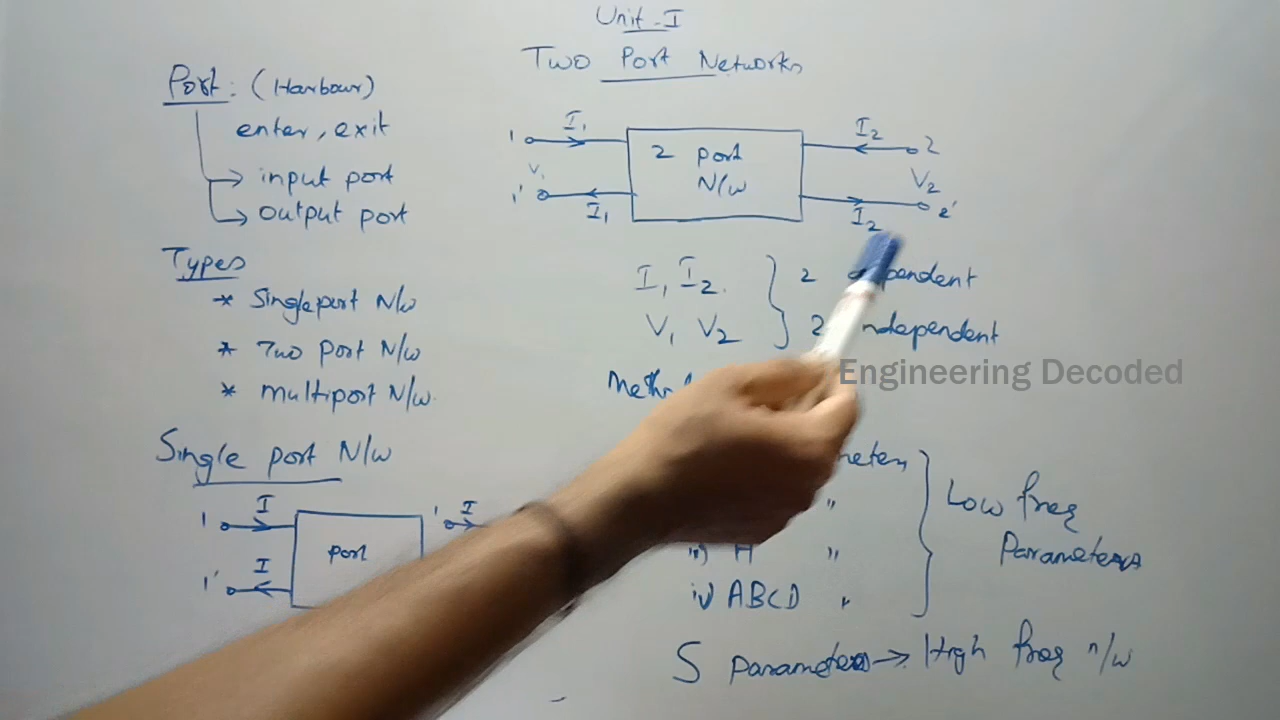 Unit-I
Two Port Networks
Port: (Harbour)
enter, exit
input port
output port
Types
* Singleport N/w
* Two Port N/w
* multiport N/w
Single port N/w
1 I
1' I
port
1 I
1 I1
V1
1' I1
2 port
N/w
I2 2
V2
I2 2'
I1 I2
V1 V2
2
2 independent
Engineering Decoded
Low freq
Parameters
"
H "
iv) ABCD "
S parameters → High freq n/w